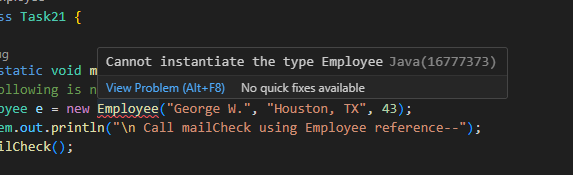 ss Task21 {
static void m
Cannot instantiate the type Employee Java(16777373)
View Problem (Alt+F8) No quick fixes available
ollowing is n
oyee e = new Employee("George W.", "Houston, TX", 43);
em.out.println("\n Call mailCheck using Employee reference--");
ilCheck();